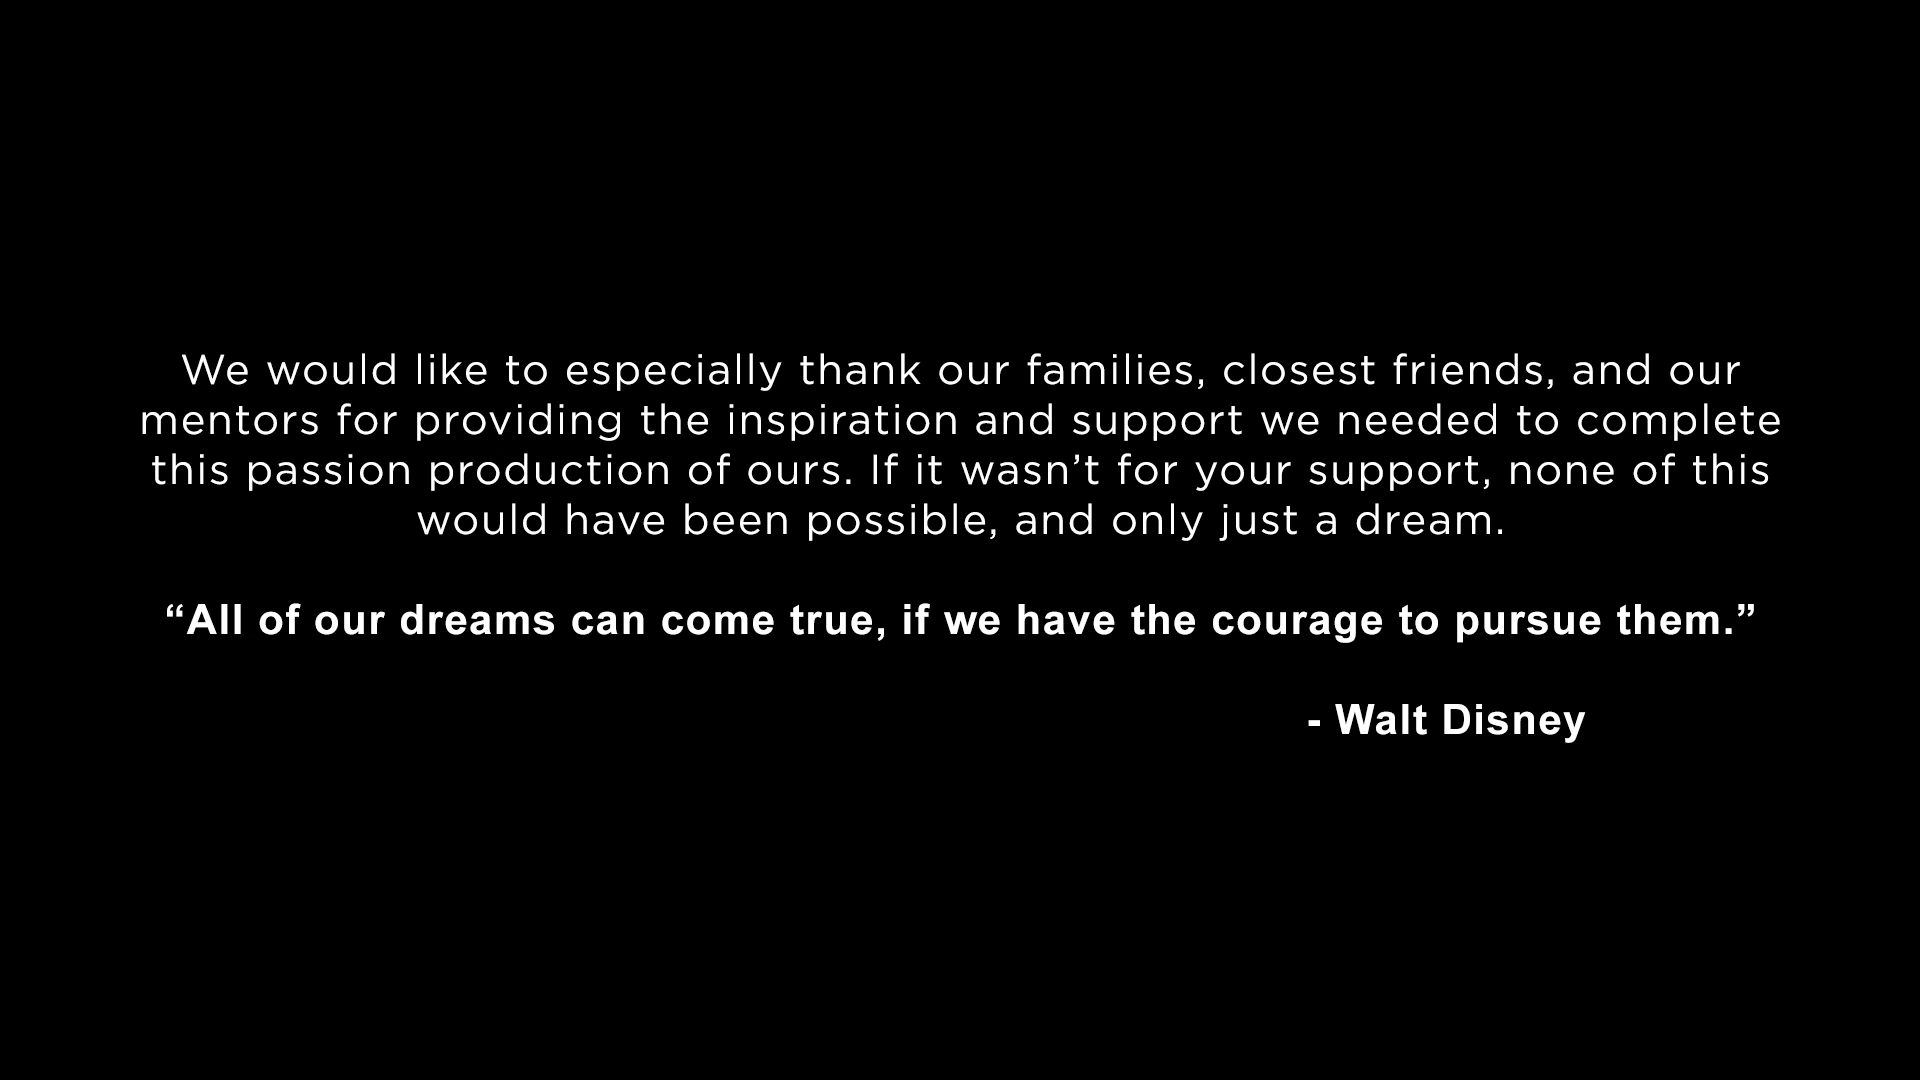 We would like to especially thank our families, closest friends, and our
mentors for providing the inspiration and support we needed to complete
this passion production of ours. If it wasn’t for your support, none of this
would have been possible, and only just a dream.
“All of our dreams can come true, if we have the courage to pursue them.”
- Walt Disney